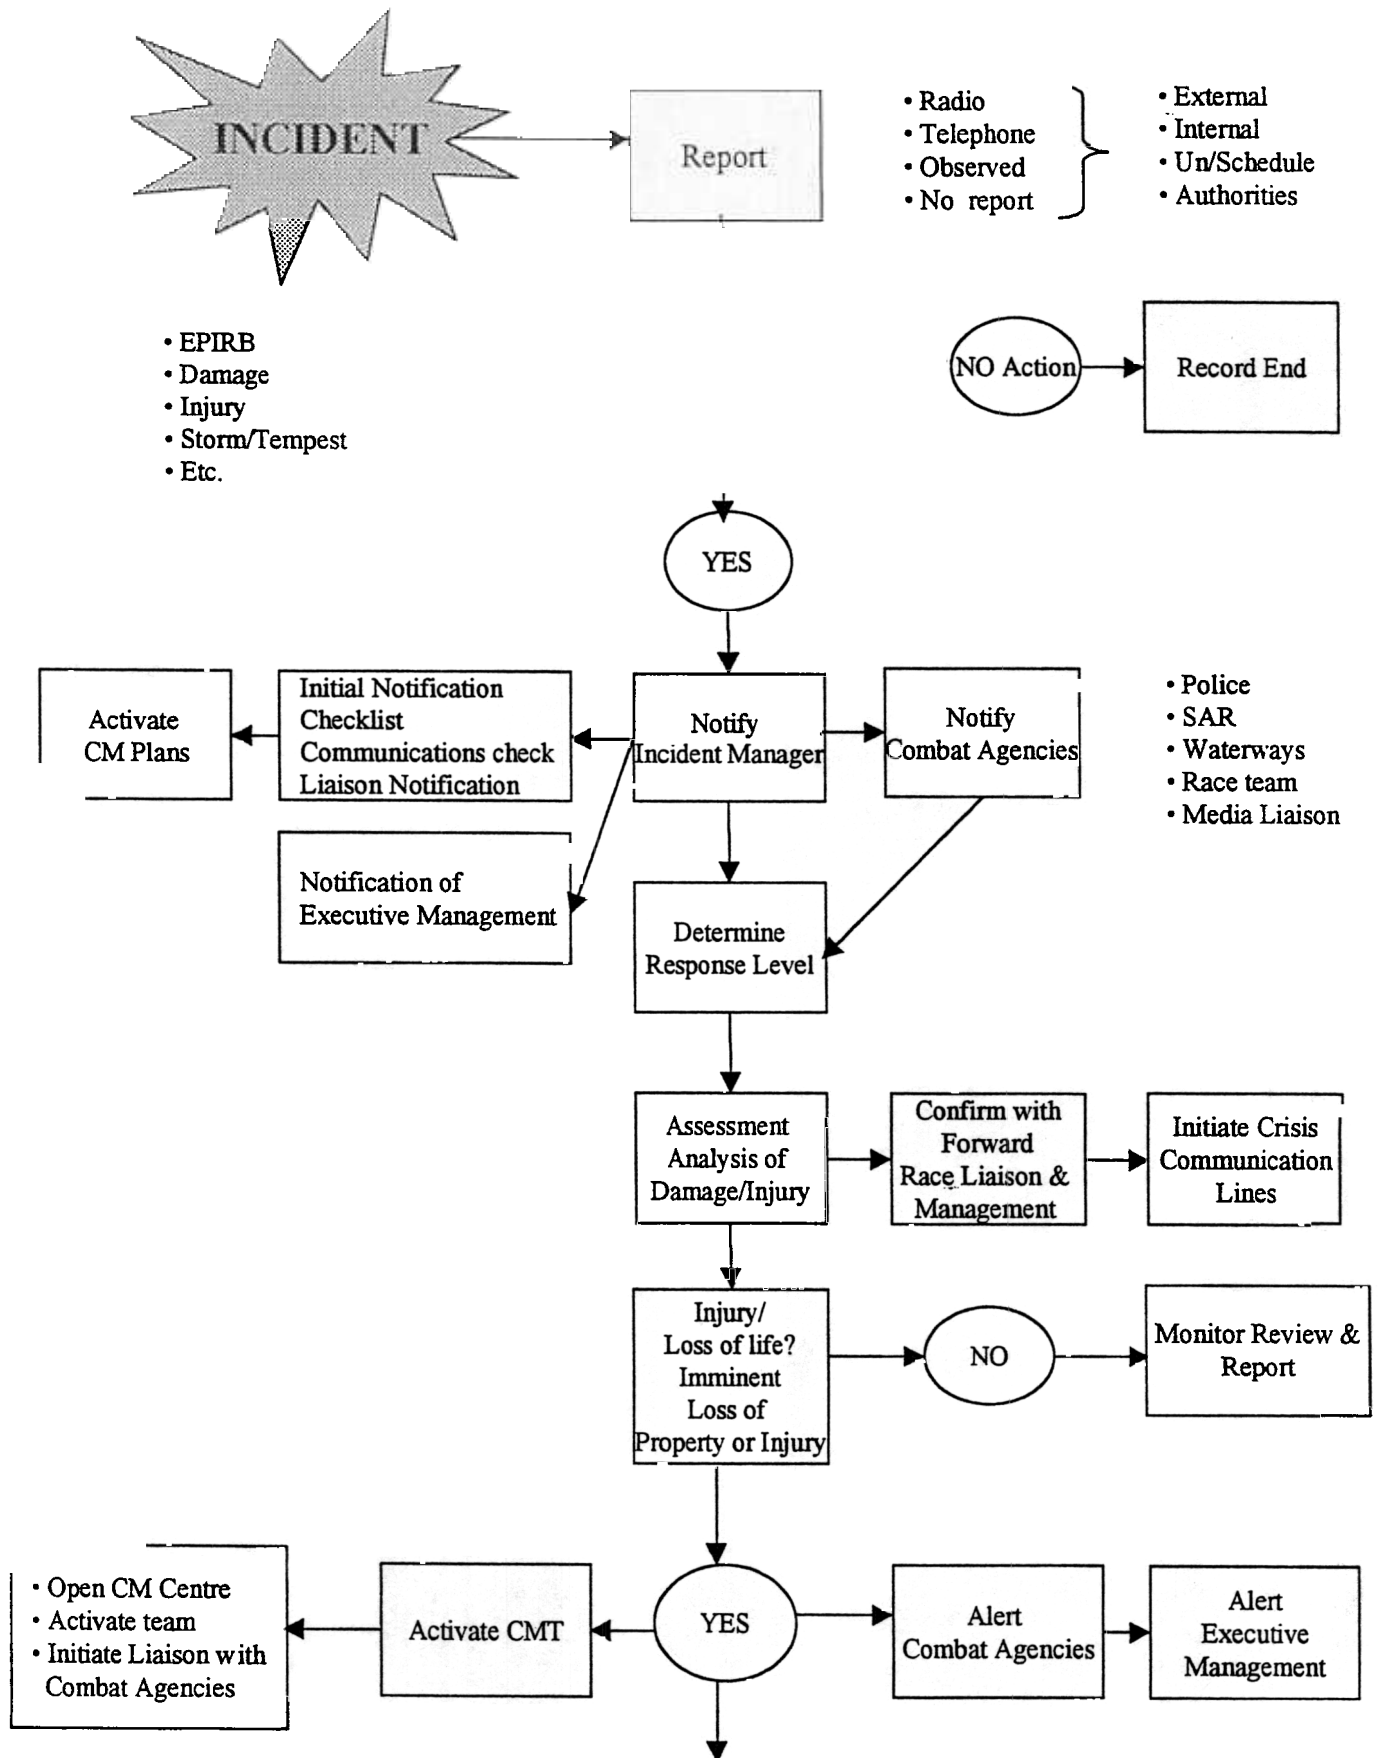 INCIDENT
Report
• Radio
• Telephone
• Observed
• No report
• External
• Internal
• Un/Schedule
• Authorities
• EPIRB
• Damage
• Injury
• Storm/Tempest
• Etc.
NO Action
Record End
YES
Activate
CM Plans
Initial Notification
Checklist
Communications check
Liaison Notification
Notify
Incident Manager
Notify
Combat Agencies
• Police
• SAR
• Waterways
• Race team
• Media Liaison
Notification of
Executive Management
Determine
Response Level
Assessment
Analysis of
Damage/Injury
Confirm with
Forward
Race Liaison &
Management
Initiate Crisis
Communication
Lines
Injury/
Loss of life?
Imminent
Loss of
Property or Injury
NO
Monitor Review &
Report
• Open CM Centre
• Activate team
• Initiate Liaison with
Combat Agencies
Activate CMT
YES
Alert
Combat Agencies
Alert
Executive
Management